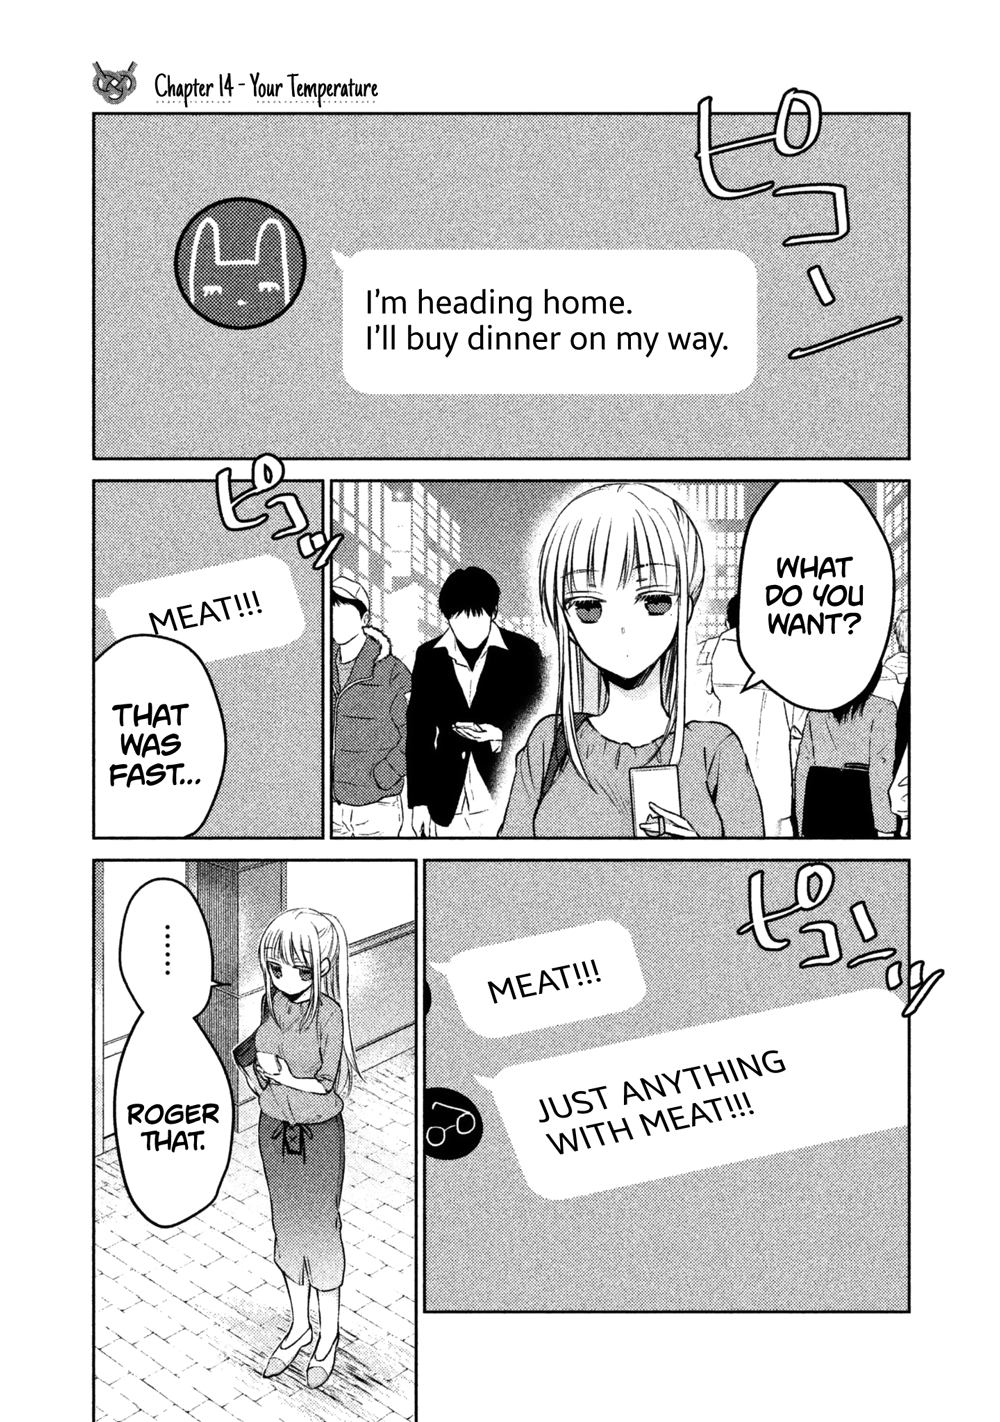 Chapter 14 - Your Temperature
ピコン
I'm heading home.
I'll buy dinner on my way.
WHAT
DO YOU
WANT?
ピコンッ
MEAT!!!
THAT
WAS
FAST...
ピコンッ
MEAT!!!
JUST ANYTHING
WITH MEAT!!!
......
ROGER
THAT.